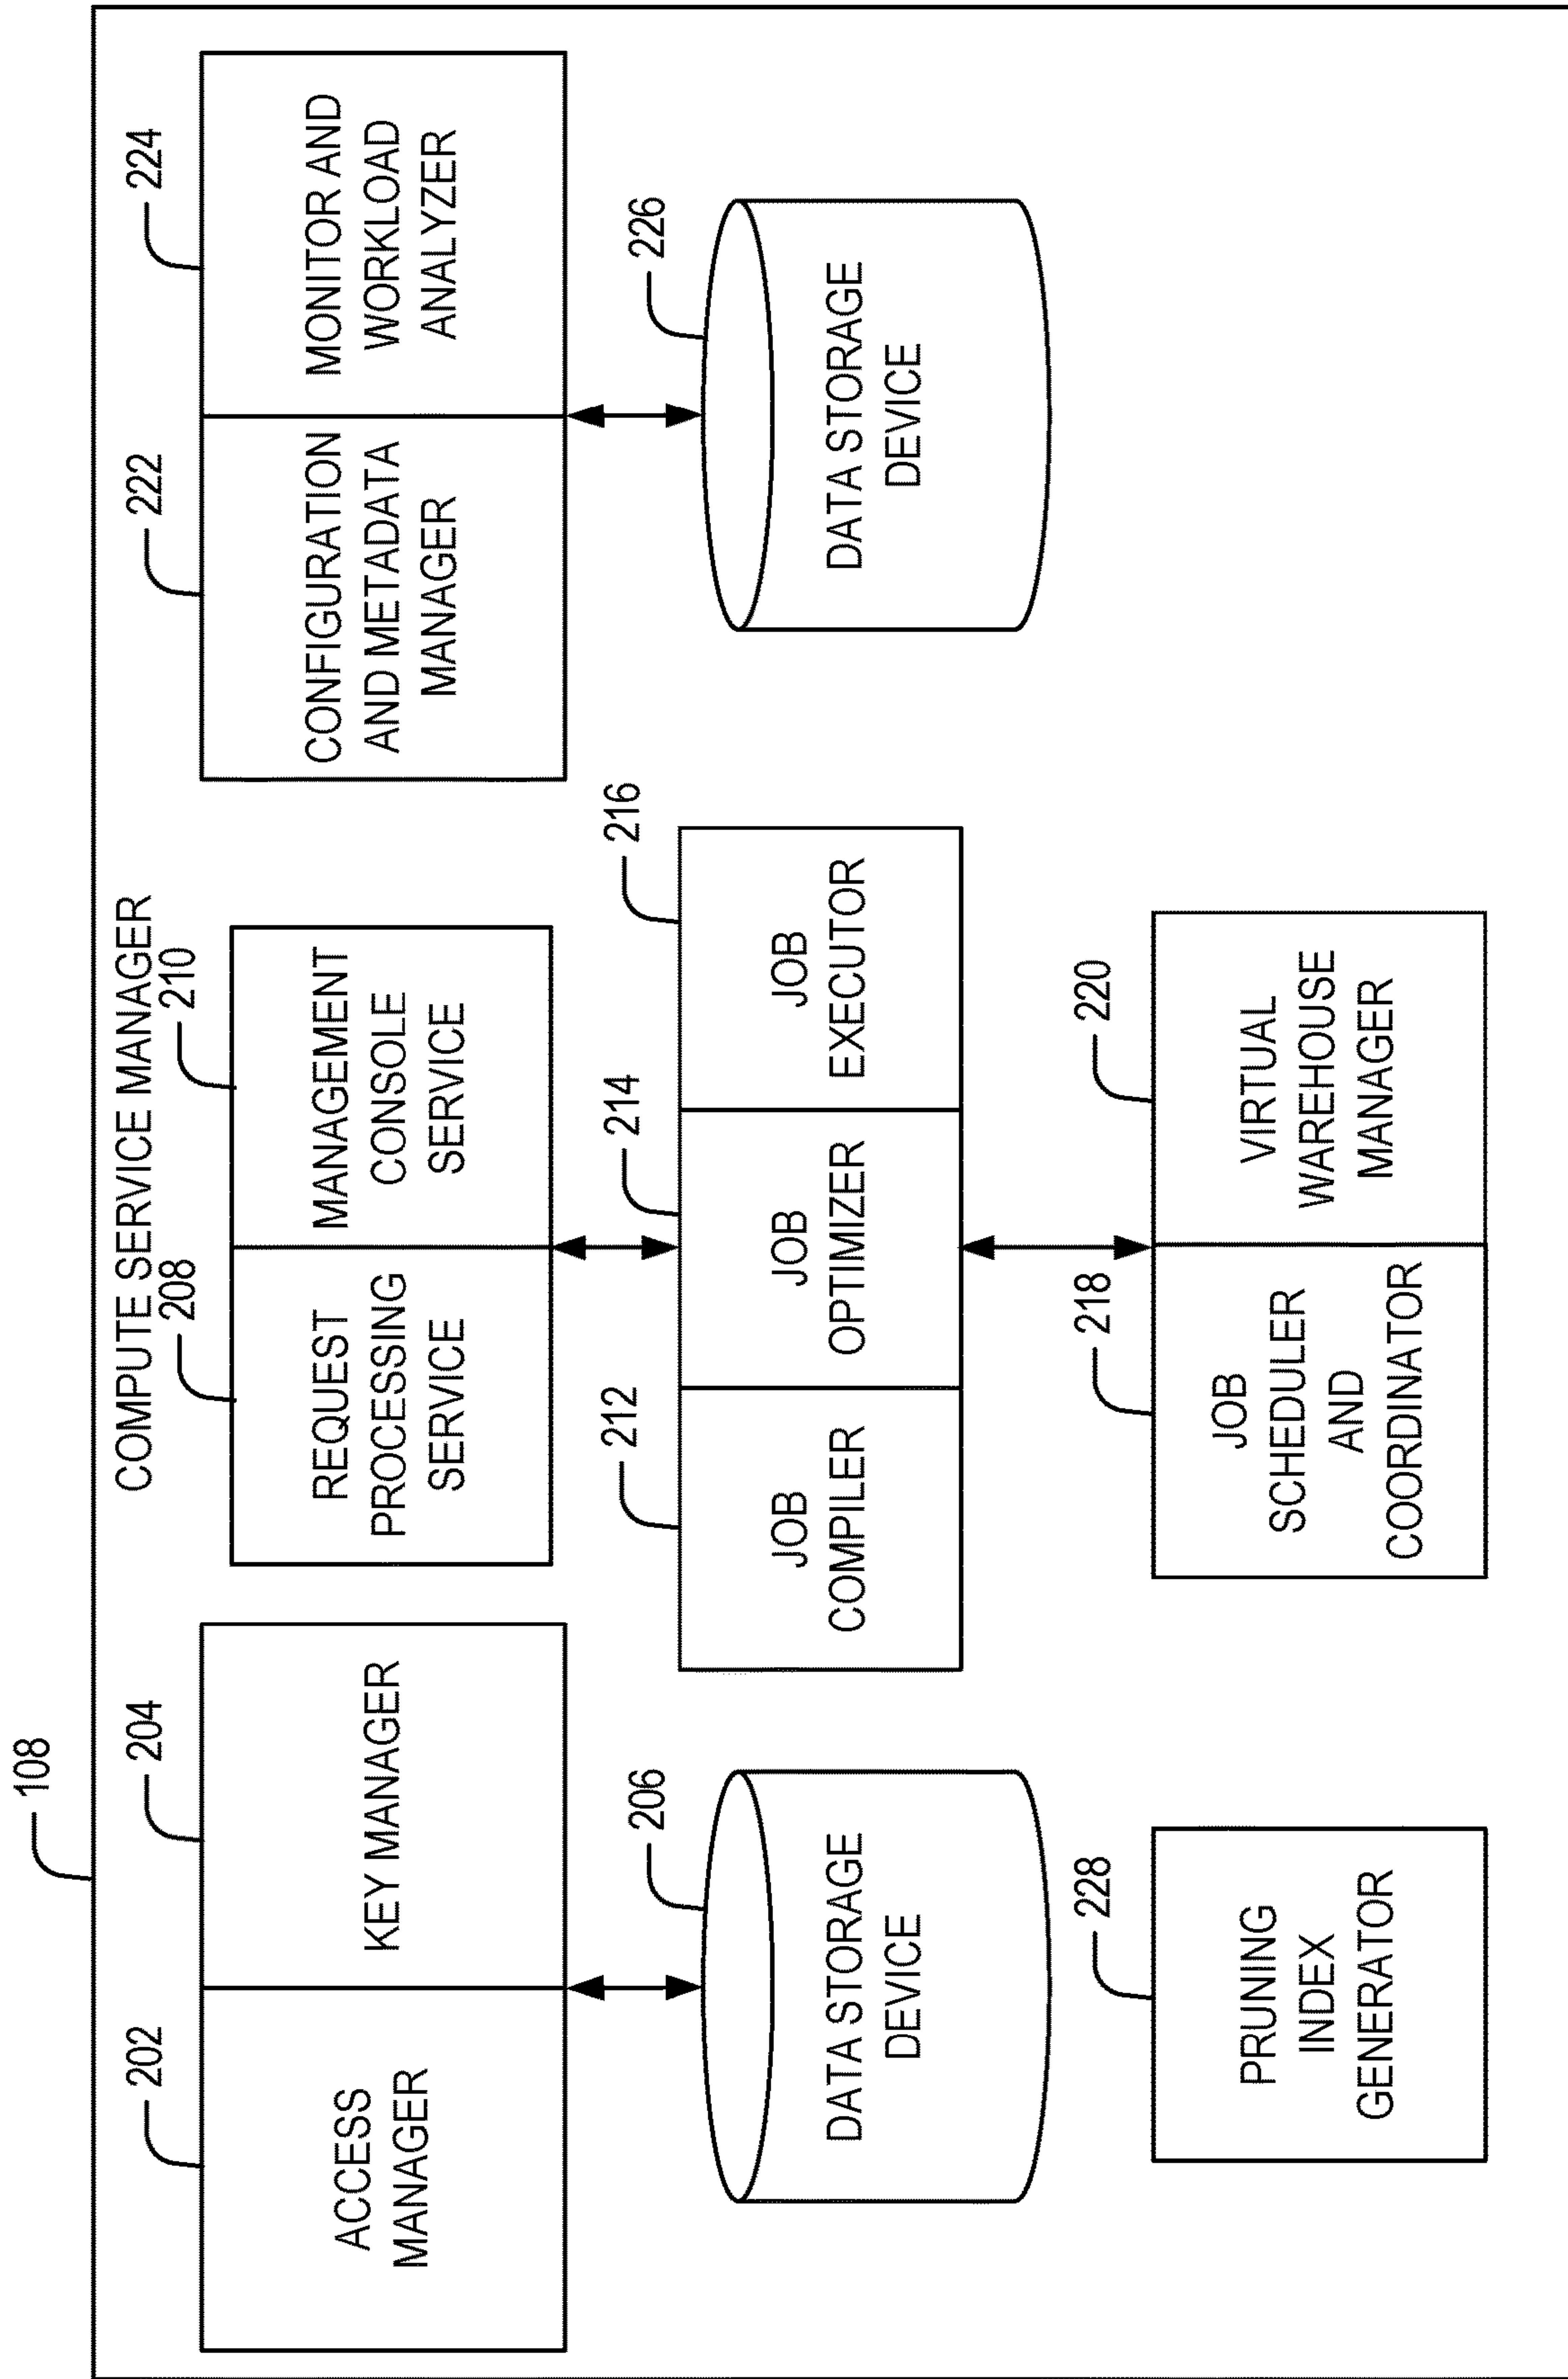 108
COMPUTE SERVICE MANAGER
202
204
208
210
222
224
ACCESS
MANAGER
KEY MANAGER
REQUEST
PROCESSING
SERVICE
MANAGEMENT
CONSOLE
SERVICE
CONFIGURATION
AND METADATA
MANAGER
MONITOR AND
WORKLOAD
ANALYZER
206
212
214
216
226
DATA STORAGE
DEVICE
JOB
COMPILER
JOB
OPTIMIZER
JOB
EXECUTOR
DATA STORAGE
DEVICE
228
218
220
PRUNING
INDEX
GENERATOR
JOB
SCHEDULER
AND
COORDINATOR
VIRTUAL
WAREHOUSE
MANAGER